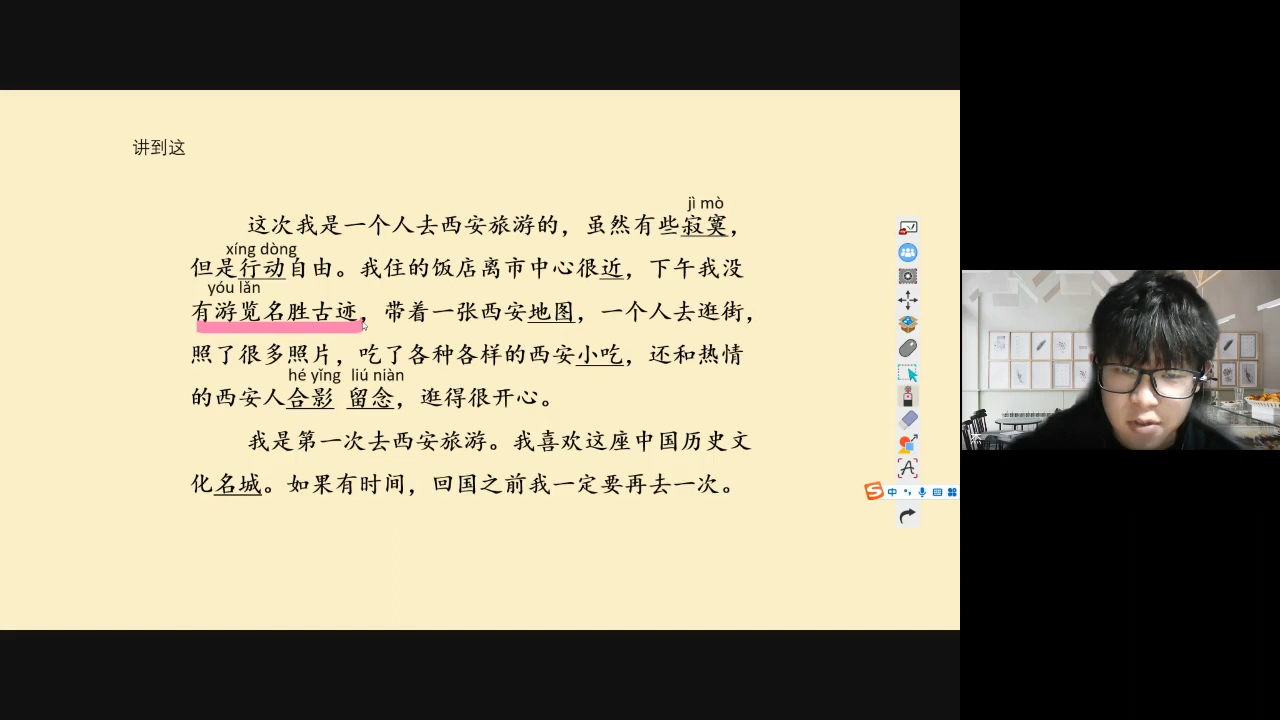 讲到这
jì mò
这次我是一个人去西安旅游的，虽然有些寂寞，
xíng dòng
但是行动自由。我住的饭店离市中心很近，下午我没
yóu lǎn
有游览名胜古迹，带着一张西安地图，一个人去逛街，
照了很多照片，吃了各种各样的西安小吃，还和热情
hé yǐng liú niàn
的西安人合影 留念，逛得很开心。
我是第一次去西安旅游。我喜欢这座中国历史文
化名城。如果有时间，回国之前我一定要再去一次。
中